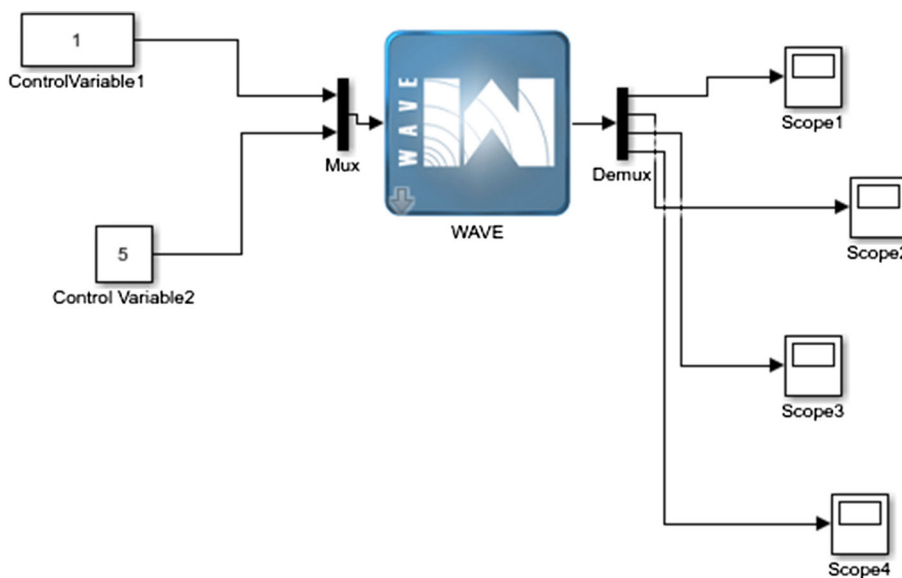 1
ControlVariable1
5
Control Variable2
Mux
WAVE
WAVE
Demux
Scope1
Scope2
Scope3
Scope4